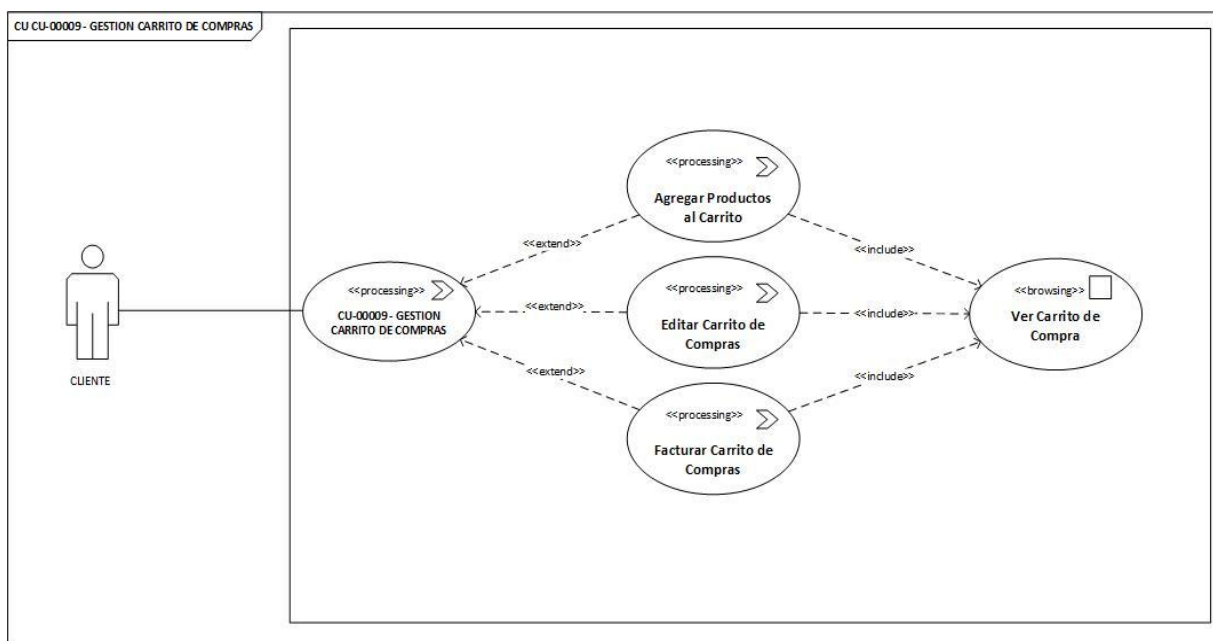 CU CU-00009 - GESTION CARRITO DE COMPRAS
<<processing>>
Agregar Productos
al Carrito
<<extend>>
<<include>>
<<processing>>
CU-00009 - GESTION
CARRITO DE COMPRAS
<<extend>>
<<processing>>
Editar Carrito de
Compras
<<include>>
<<browsing>>
Ver Carrito de
Compra
CLIENTE
<<extend>>
<<include>>
<<processing>>
Facturar Carrito de
Compras